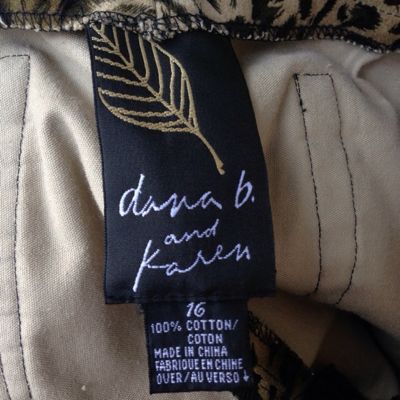 dana b.
and
Karen
16
100% COTTON/
COTON
MADE IN CHINA
FABRIQUE EN CHINE
OVER/AU VERSO ↓